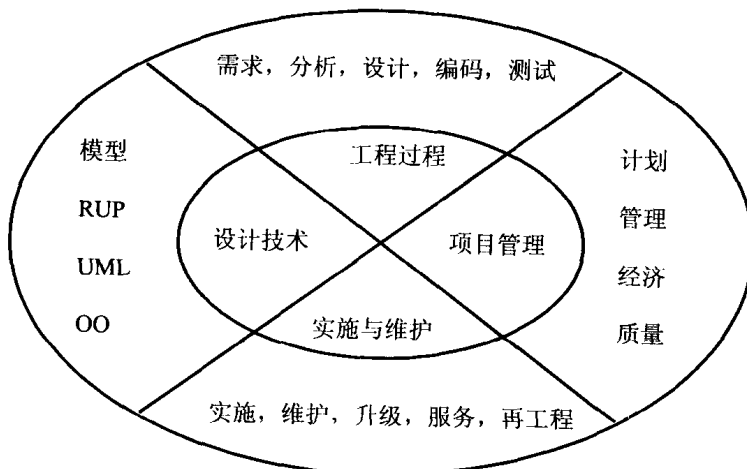 需求，分析，设计，编码，测试
工程过程
模型
RUP
UML
OO
设计技术
项目管理
计划
管理
经济
质量
实施与维护
实施，维护，升级，服务，再工程